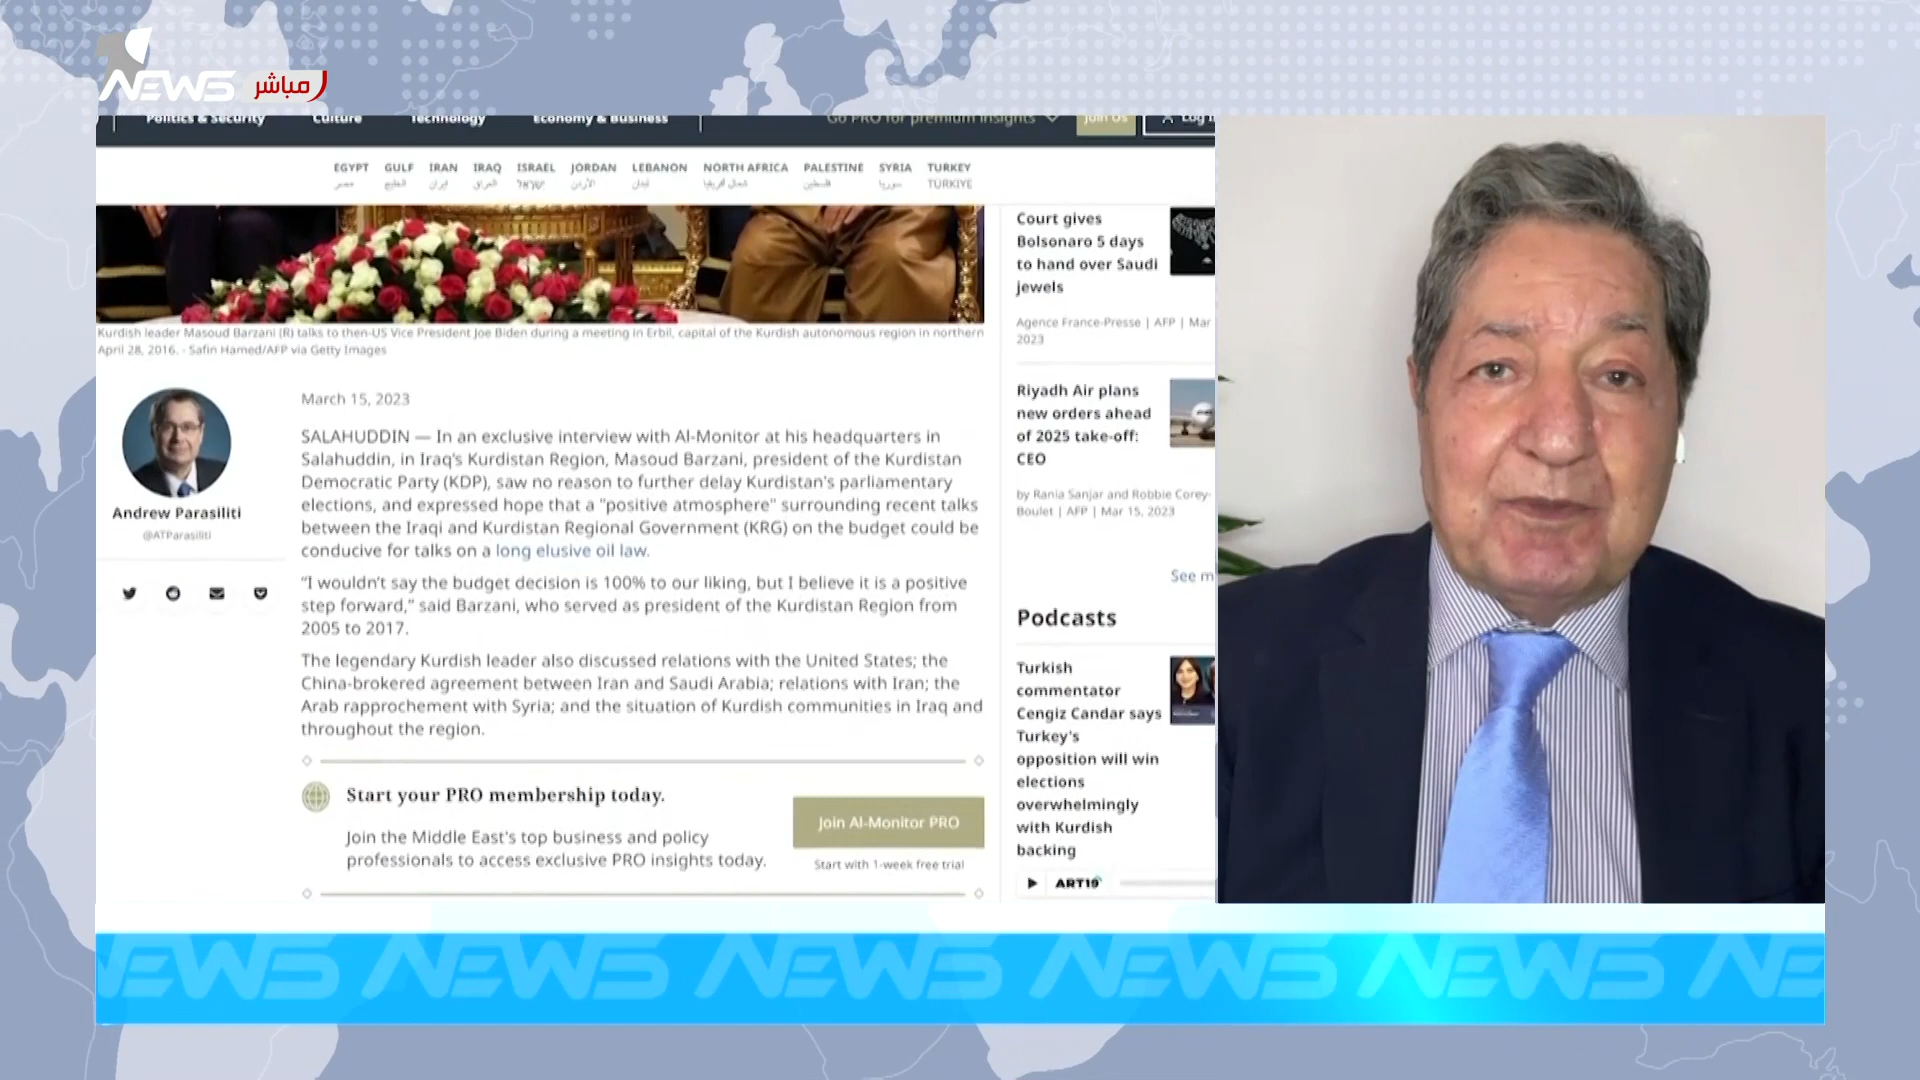 NEWS
مباشر
Politics & Security
Culture
Technology
Economy & Business
Go PRO for premium insights
Join Us
EGYPT GULF IRAN IRAQ ISRAEL JORDAN LEBANON NORTH AFRICA PALESTINE SYRIA TURKEY
مصر الخليج ایران العراق ישראל الأردن لبنان شمال أفريقيا فلسطين سوريا TÜRKİYE
Kurdish leader Masoud Barzani (R) talks to then-US Vice President Joe Biden during a meeting in Erbil, capital of the Kurdish autonomous region in northern
April 28, 2016. - Safin Hamed/AFP via Getty Images
Andrew Parasiliti
@ATParasiliti
March 15, 2023
SALAHUDDIN — In an exclusive interview with Al-Monitor at his headquarters in
Salahuddin, in Iraq's Kurdistan Region, Masoud Barzani, president of the Kurdistan
Democratic Party (KDP), saw no reason to further delay Kurdistan's parliamentary
elections, and expressed hope that a "positive atmosphere" surrounding recent talks
between the Iraqi and Kurdistan Regional Government (KRG) on the budget could be
conducive for talks on a long elusive oil law.
“I wouldn’t say the budget decision is 100% to our liking, but I believe it is a positive
step forward,” said Barzani, who served as president of the Kurdistan Region from
2005 to 2017.
The legendary Kurdish leader also discussed relations with the United States; the
China-brokered agreement between Iran and Saudi Arabia; relations with Iran; the
Arab rapprochement with Syria; and the situation of Kurdish communities in Iraq and
throughout the region.
Start your PRO membership today.
Join the Middle East's top business and policy
professionals to access exclusive PRO insights today.
Join Al-Monitor PRO
Start with 1-week free trial
Court gives
Bolsonaro 5 days
to hand over Saudi
jewels
Agence France-Presse | AFP | Mar
2023
Riyadh Air plans
new orders ahead
of 2025 take-off:
CEO
by Rania Sanjar and Robbie Corey-
Boulet | AFP | Mar 15, 2023
See
Podcasts
Turkish
commentator
Cengiz Candar says
Turkey's
opposition will win
elections
overwhelmingly
with Kurdish
backing
ART19
NEWS NEWS NEWS NEWS NEWS